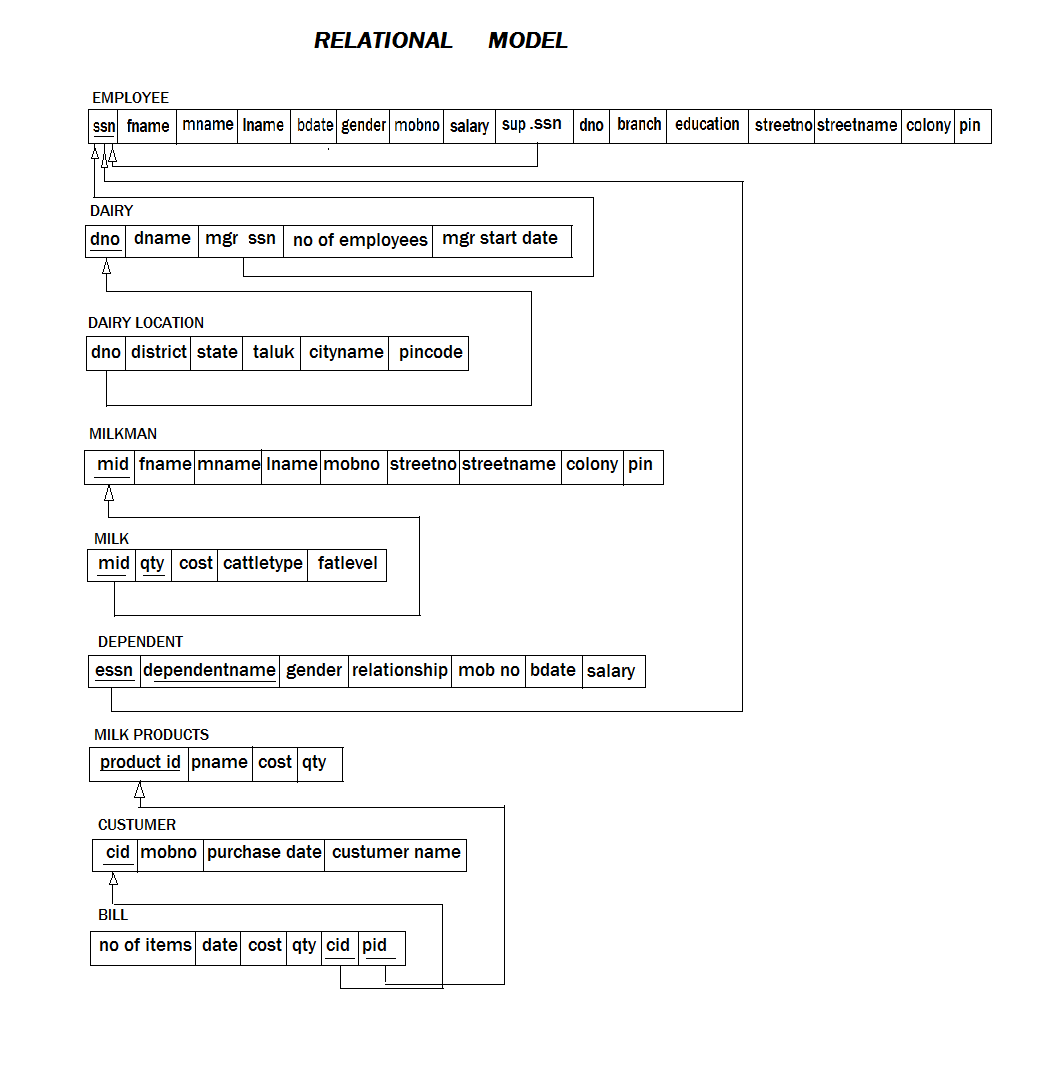 RELATIONAL MODEL
EMPLOYEE
ssn fname mname lname bdate gender mobno salary sup .ssn dno branch education streetno streetname colony pin
DAIRY
dno dname mgr ssn no of employees mgr start date
DAIRY LOCATION
dno district state taluk cityname pincode
MILKMAN
mid fname mname lname mobno streetno streetname colony pin
MILK
mid qty cost cattletype fatlevel
DEPENDENT
essn dependentname gender relationship mob no bdate salary
MILK PRODUCTS
product id pname cost qty
CUSTUMER
cid mobno purchase date custumer name
BILL
no of items date cost qty cid pid